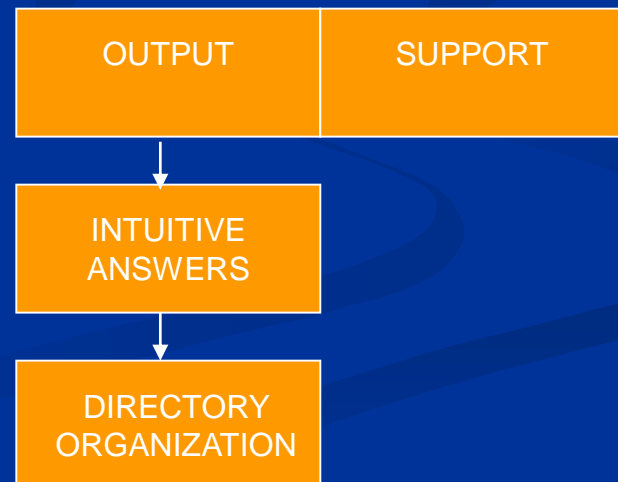 OUTPUT
SUPPORT
INTUITIVE
ANSWERS
DIRECTORY
ORGANIZATION